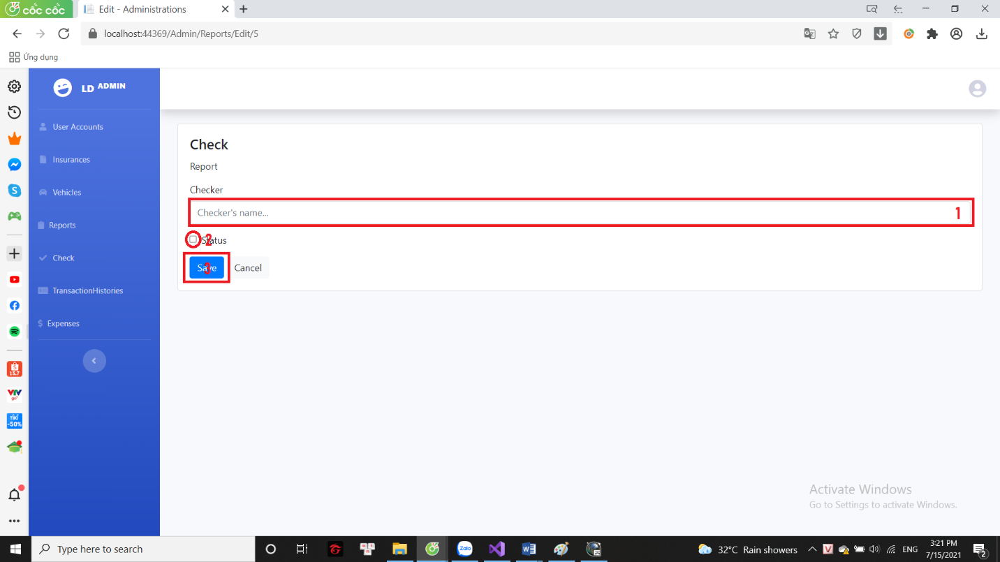 cốc cốc
Edit - Administrations
localhost:44369/Admin/Reports/Edit/5
Ứng dụng
LD ADMIN
User Accounts
Insurances
Vehicles
Reports
Check
TransactionHistories
Expenses
Check
Report
Checker
Checker's name...
1
2
Status
Save
Cancel
15.7
VTV
go
TIKI
-50%
Activate Windows
Go to Settings to activate Windows.
Type here to search
Zalo
32°C Rain showers
ENG
3:21 PM
7/15/2021
2